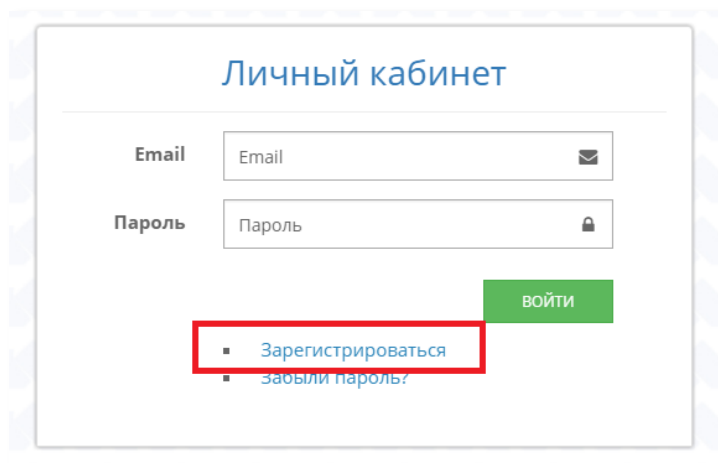 Личный кабинет
Email Email
Пароль Пароль
ВОЙТИ
Зарегистрироваться
Забыли пароль?